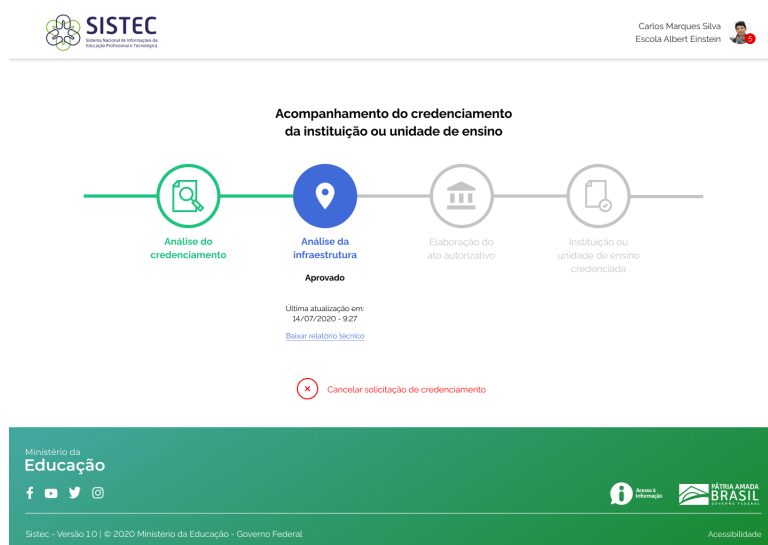 SISTEC
Sistema Nacional de Informações da
Educação Profissional e Tecnológica
Carlos Marques Silva
Escola Albert Einstein
5
Acompanhamento do credenciamento
da instituição ou unidade de ensino
Análise do
credenciamento
Análise da
infraestrutura
Aprovado
Última atualização em:
14/07/2020 - 9:27
Baixar relatório técnico
Elaboração do
ato autorizativo
Instituição ou
unidade de ensino
credenciada
Cancelar solicitação de credenciamento
Ministério da
Educação
Acesso à
Informação
PÁTRIA AMADA
BRASIL
GOVERNO FEDERAL
Sistec - Versão 1.0 | © 2020 Ministério da Educação - Governo Federal
Acessibilidade